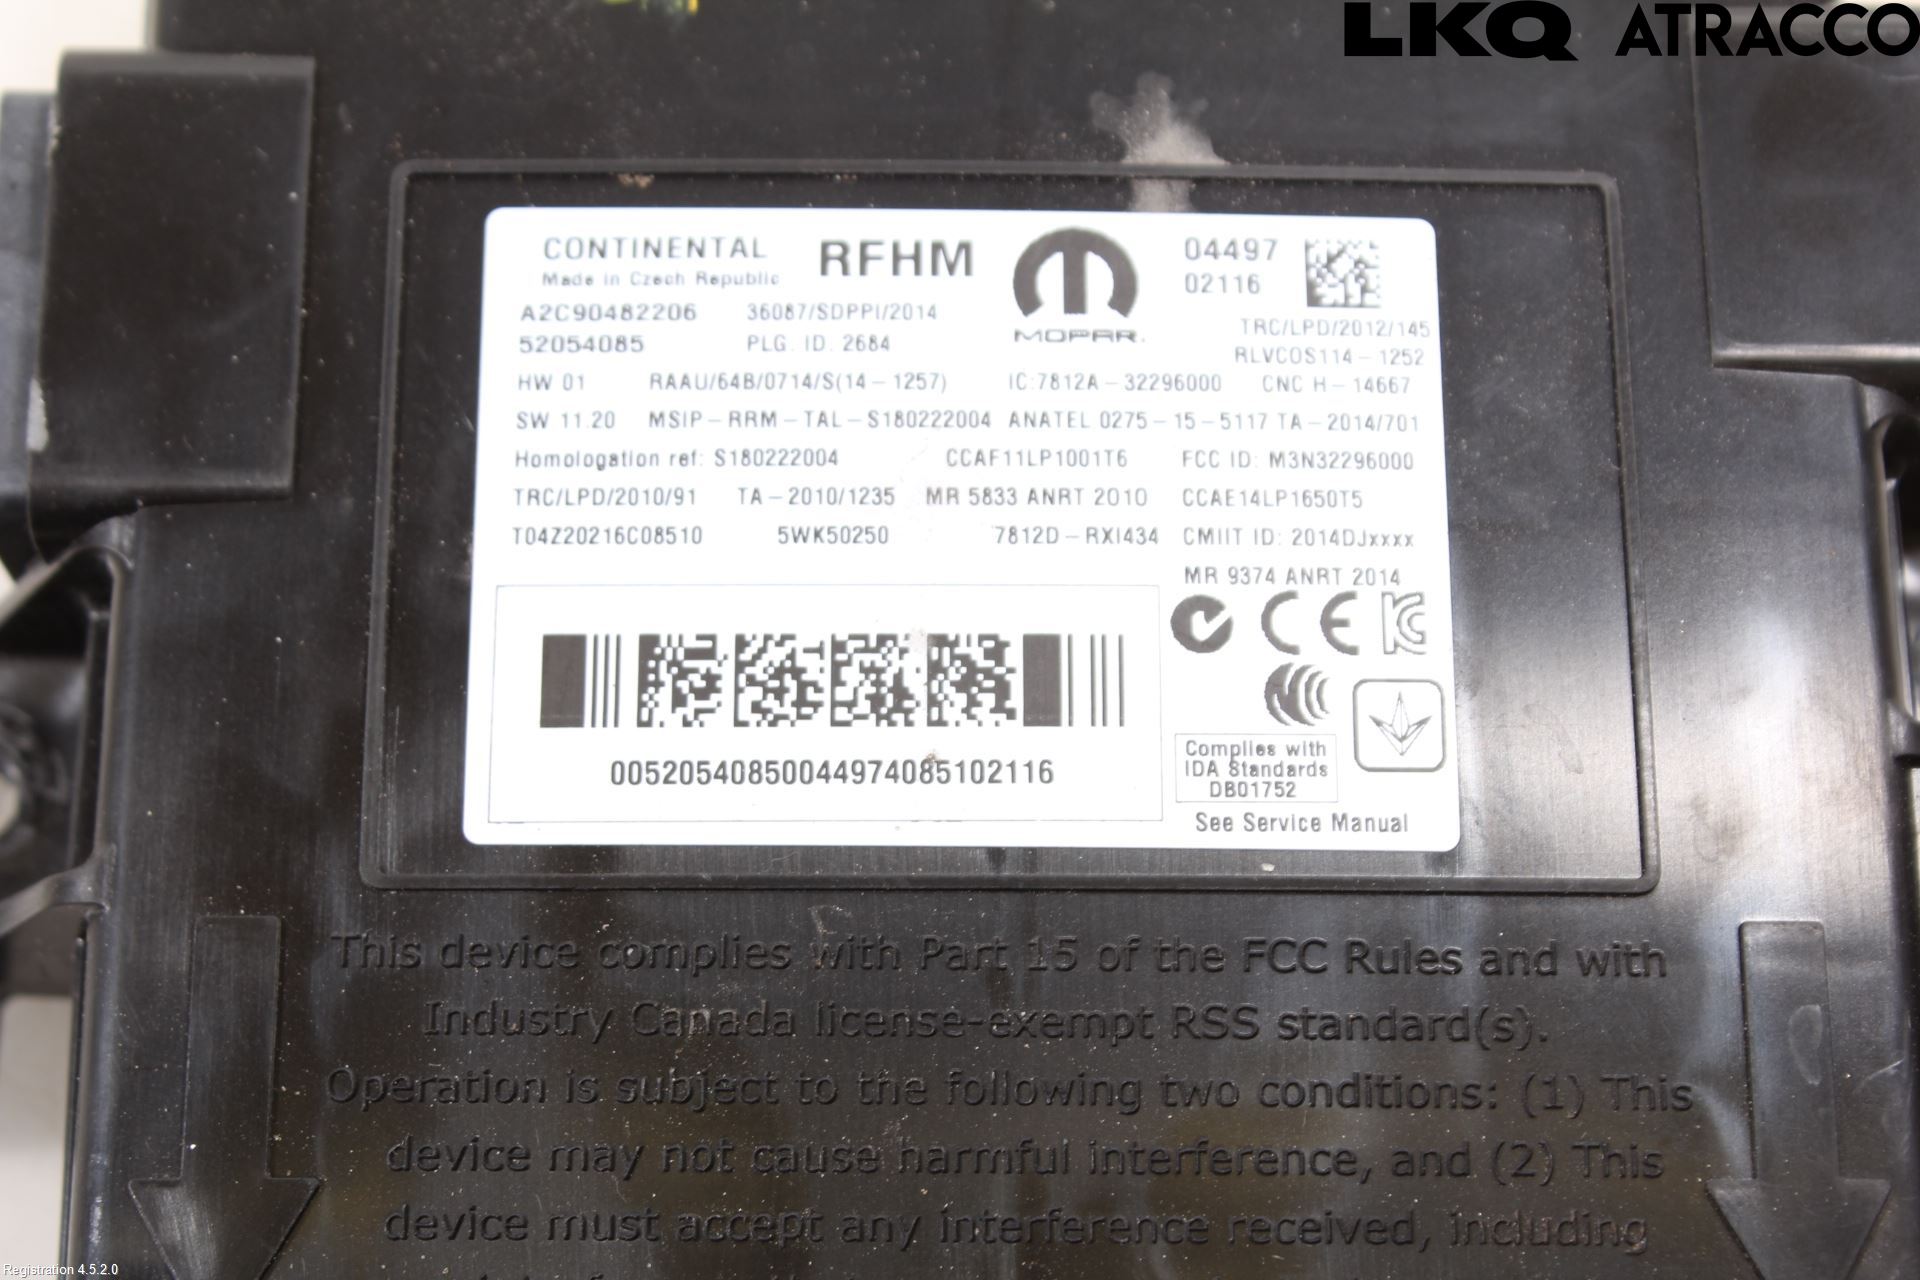 LKQ ATRACCO
CONTINENTAL RFHM 04497
Made in Czech Republic 02116
A2C90482206 36087/SDPPI/2014 MOPAR. TRC/LPD/2012/145
52054085 PLG. ID. 2684 RLVCOS114-1252
HW 01 RAAU/64B/0714/S(14-1257) IC:7812A-32296000 CNC H-14667
SW 11.20 MSIP-RRM-TAL-S180222004 ANATEL 0275-15-5117 TA-2014/701
Homologation ref: S180222004 CCAF11LP1001T6 FCC ID: M3N32296000
TRC/LPD/2010/91 TA-2010/1235 MR 5833 ANRT 2010 CCAE14LP1650T5
T04Z20216C08510 5WK50250 7812D-RXI434 CMIIT ID: 2014DJxxxx
MR 9374 ANRT 2014
CE KC
0052054085004497408510​2116
Complies with
IDA Standards
DB01752
See Service Manual
This device complies with Part 15 of the FCC Rules and with
Industry Canada license-exempt RSS standard(s).
Operation is subject to the following two conditions: (1) This
device may not cause harmful interference, and (2) This
device must accept any interference received, including
Registration 4.5.2.0